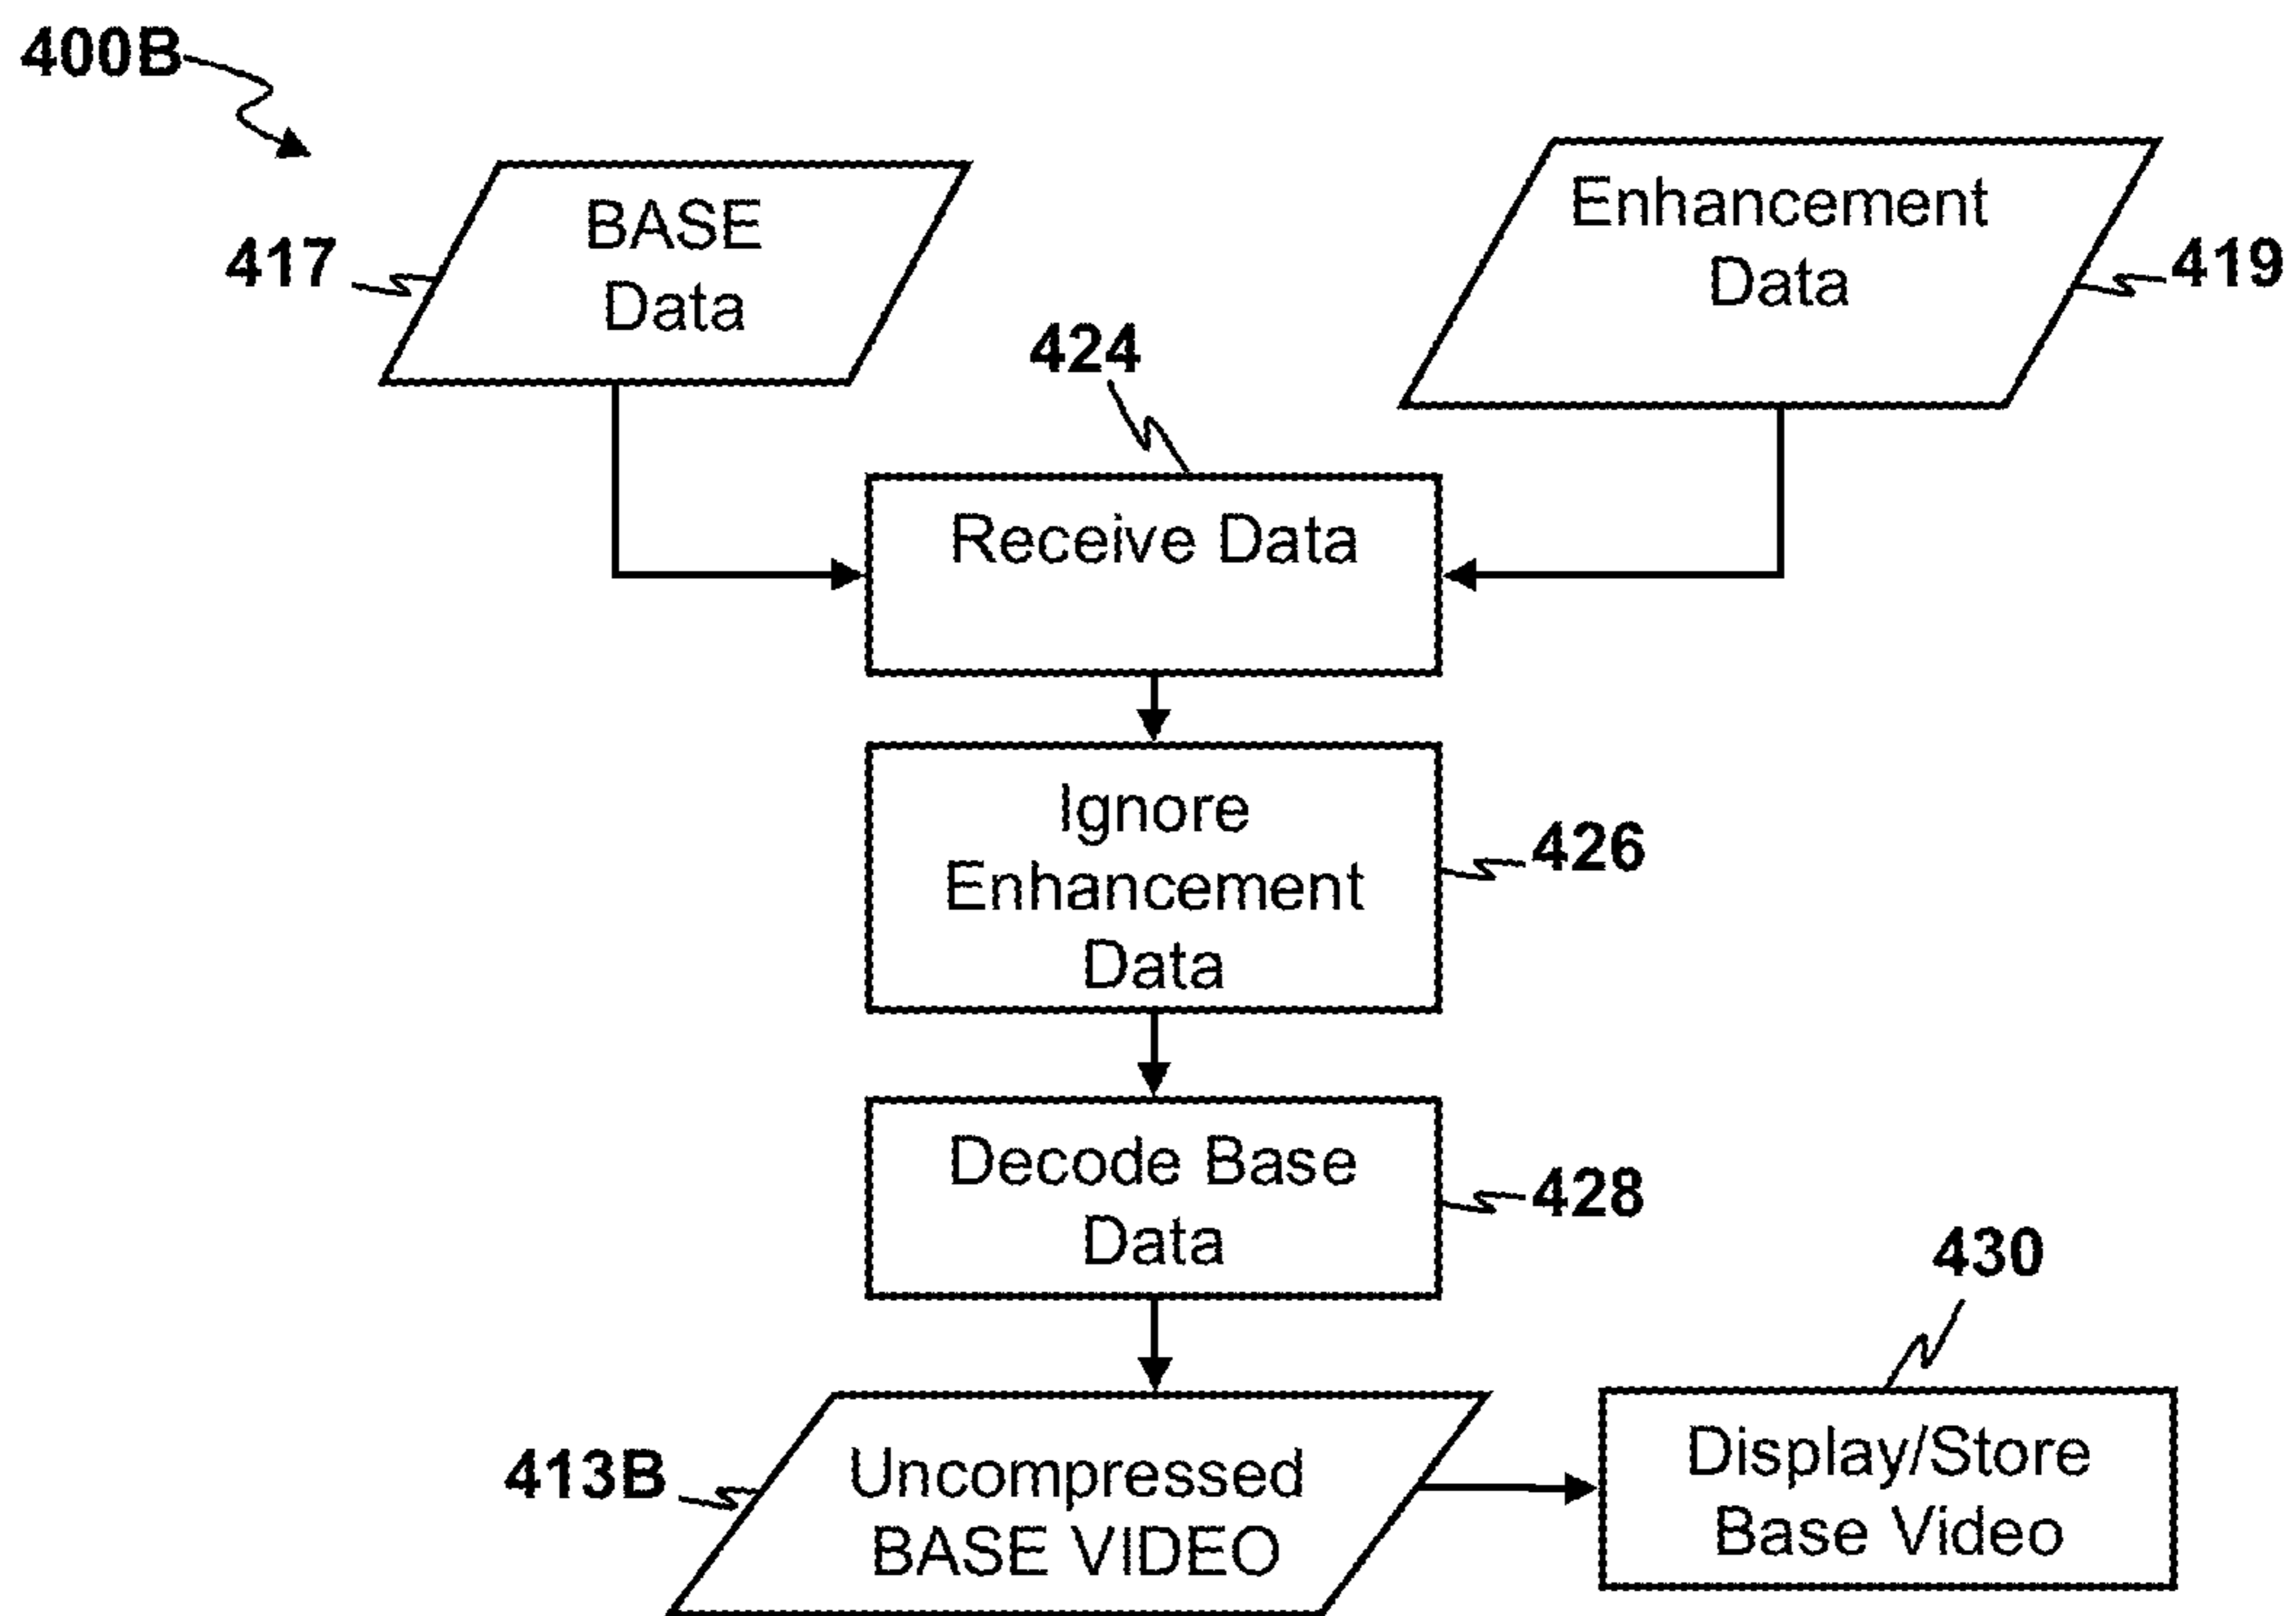 400B
BASE
Data
417
Enhancement
Data
419
424
Receive Data
Ignore
Enhancement
Data
426
Decode Base
Data
428
430
413B
Uncompressed
BASE VIDEO
Display/Store
Base Video